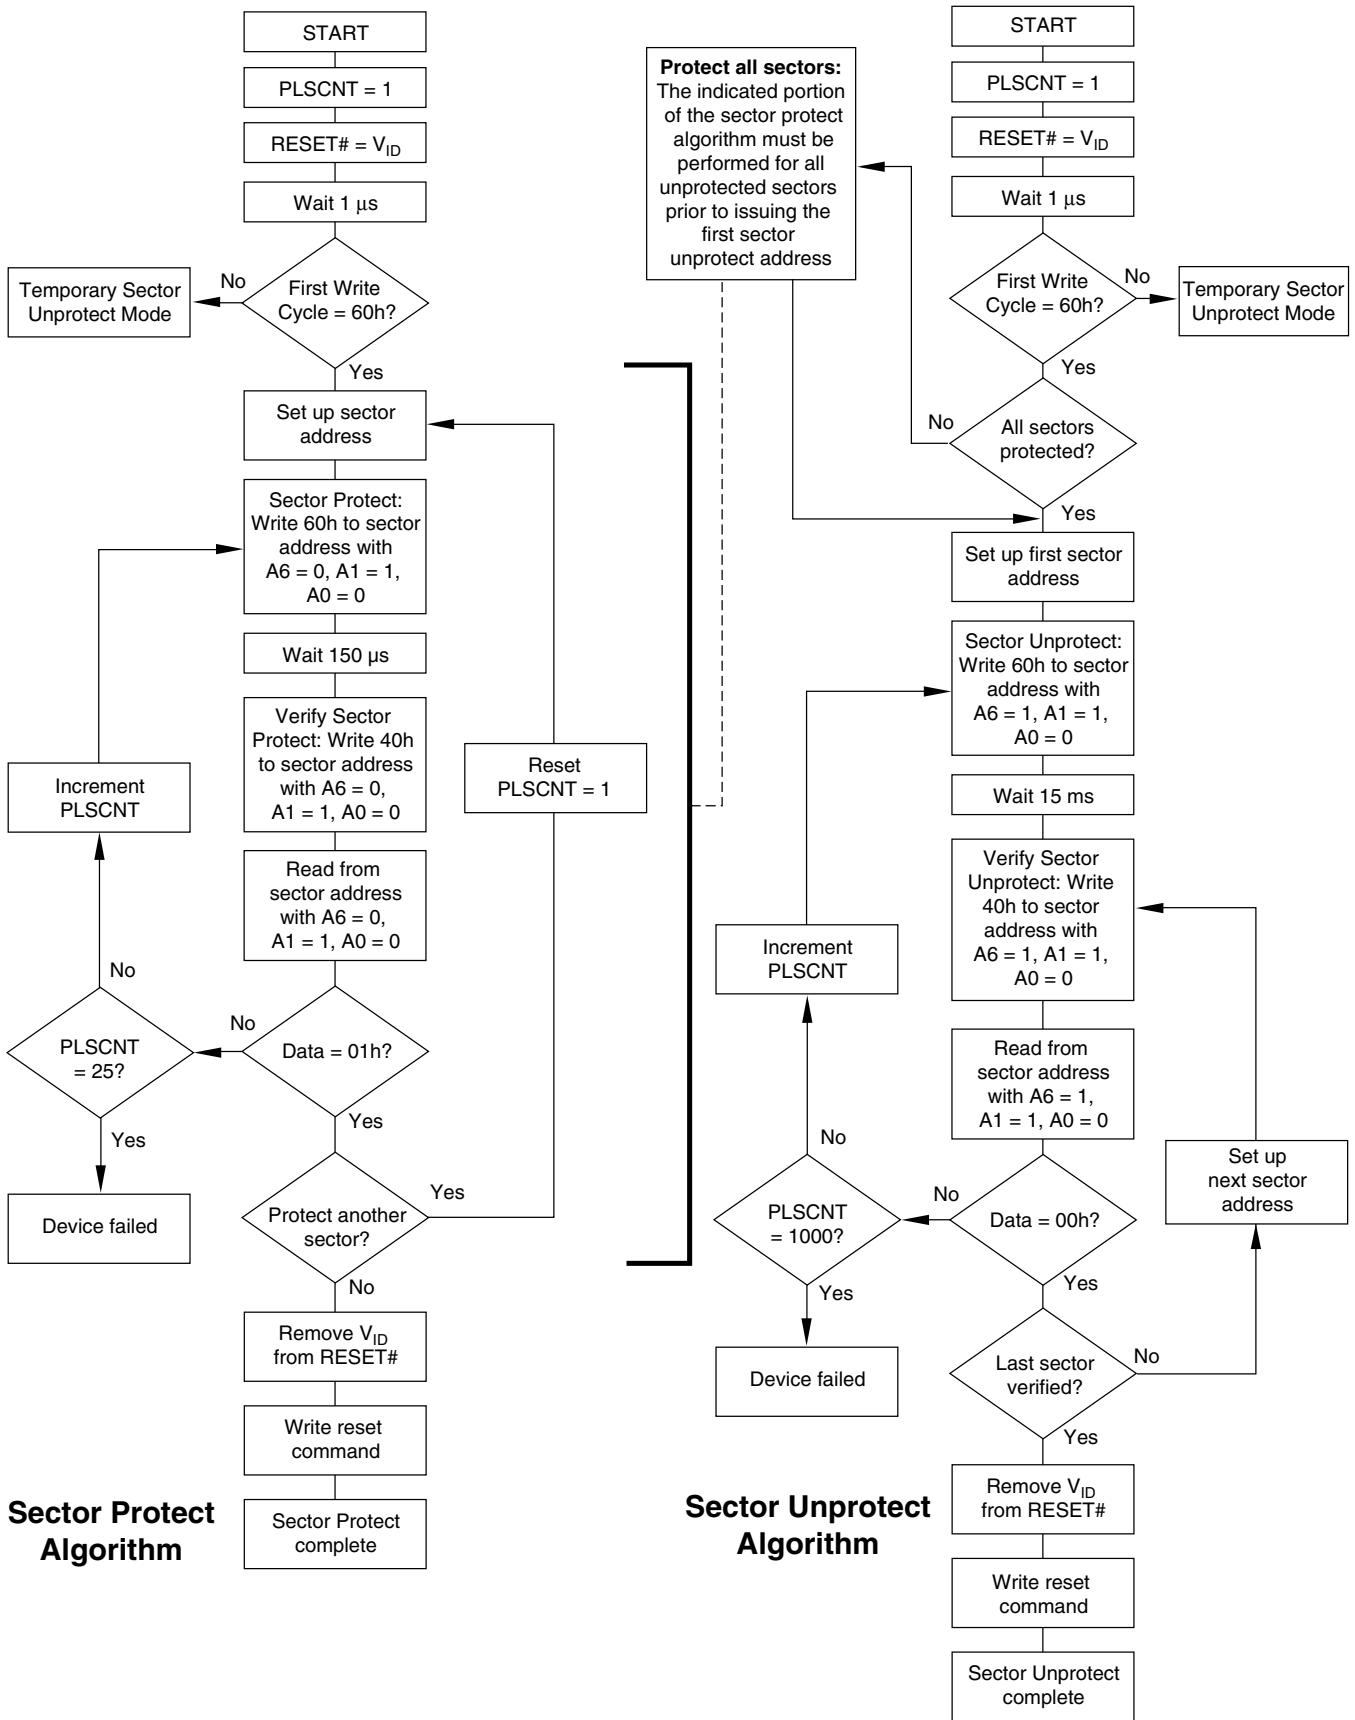 START
PLSCNT = 1
RESET# = VID
Wait 1 μs
First Write
Cycle = 60h?
No
Temporary Sector
Unprotect Mode
Yes
Set up sector
address
Sector Protect:
Write 60h to sector
address with
A6 = 0, A1 = 1,
A0 = 0
Wait 150 µs
Verify Sector
Protect: Write 40h
to sector address
with A6 = 0,
A1 = 1, A0 = 0
Reset
PLSCNT = 1
Increment
PLSCNT
Read from
sector address
with A6 = 0,
A1 = 1, A0 = 0
No
No
PLSCNT
= 25?
Data = 01h?
Yes
Yes
Device failed
Protect another
sector?
Yes
No
Remove VID
from RESET#
Write reset
command
Sector Protect
complete
Sector Protect
Algorithm
Protect all sectors:
The indicated portion
of the sector protect
algorithm must be
performed for all
unprotected sectors
prior to issuing the
first sector
unprotect address
START
PLSCNT = 1
RESET# = VID
Wait 1 μs
First Write
Cycle = 60h?
No
Temporary Sector
Unprotect Mode
Yes
No
All sectors
protected?
Yes
Set up first sector
address
Sector Unprotect:
Write 60h to sector
address with
A6 = 1, A1 = 1,
A0 = 0
Wait 15 ms
Verify Sector
Unprotect: Write
40h to sector
address with
A6 = 1, A1 = 1,
A0 = 0
Increment
PLSCNT
Read from
sector address
with A6 = 1,
A1 = 1, A0 = 0
No
No
PLSCNT
= 1000?
Data = 00h?
Set up
next sector
address
Yes
Yes
Device failed
Last sector
verified?
No
Yes
Remove VID
from RESET#
Write reset
command
Sector Unprotect
complete
Sector Unprotect
Algorithm